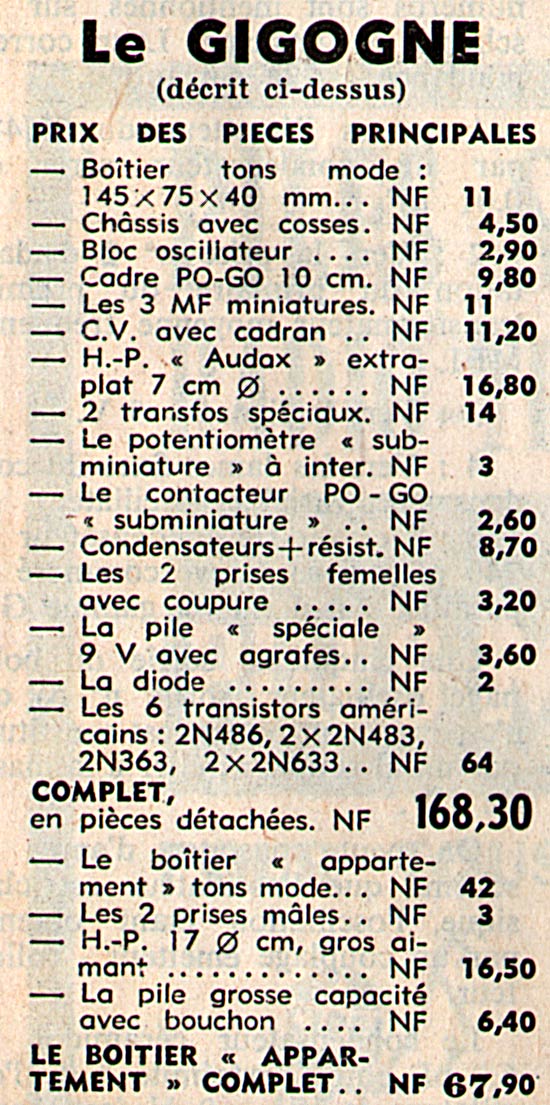 Le GIGOGNE
(décrit ci-dessus)
PRIX DES PIECES PRINCIPALES
— Boîtier tons mode :
145 × 75 × 40 mm... NF 11
— Châssis avec cosses. NF 4,50
— Bloc oscillateur .... NF 2,90
— Cadre PO-GO 10 cm. NF 9,80
— Les 3 MF miniatures. NF 11
— C.V. avec cadran .. NF 11,20
— H.-P. « Audax » extra-
plat 7 cm Ø ...... NF 16,80
— 2 transfos spéciaux. NF 14
— Le potentiomètre « sub-
miniature » à inter. NF 3
— Le contacteur PO - GO
« subminiature » .. NF 2,60
— Condensateurs+résist. NF 8,70
— Les 2 prises femelles
avec coupure ..... NF 3,20
— La pile « spéciale »
9 V avec agrafes.. NF 3,60
— La diode ......... NF 2
— Les 6 transistors améri-
cains : 2N486, 2 × 2N483,
2N363, 2 × 2N633.. NF 64
COMPLET,
en pièces détachées. NF 168,30
— Le boîtier « apparte-
ment » tons mode... NF 42
— Les 2 prises mâles... NF 3
— H.-P. 17 Ø cm, gros ai-
mant ............. NF 16,50
— La pile grosse capacité
avec bouchon .... NF 6,40
LE BOITIER « APPAR-
TEMENT » COMPLET.. NF 67,90